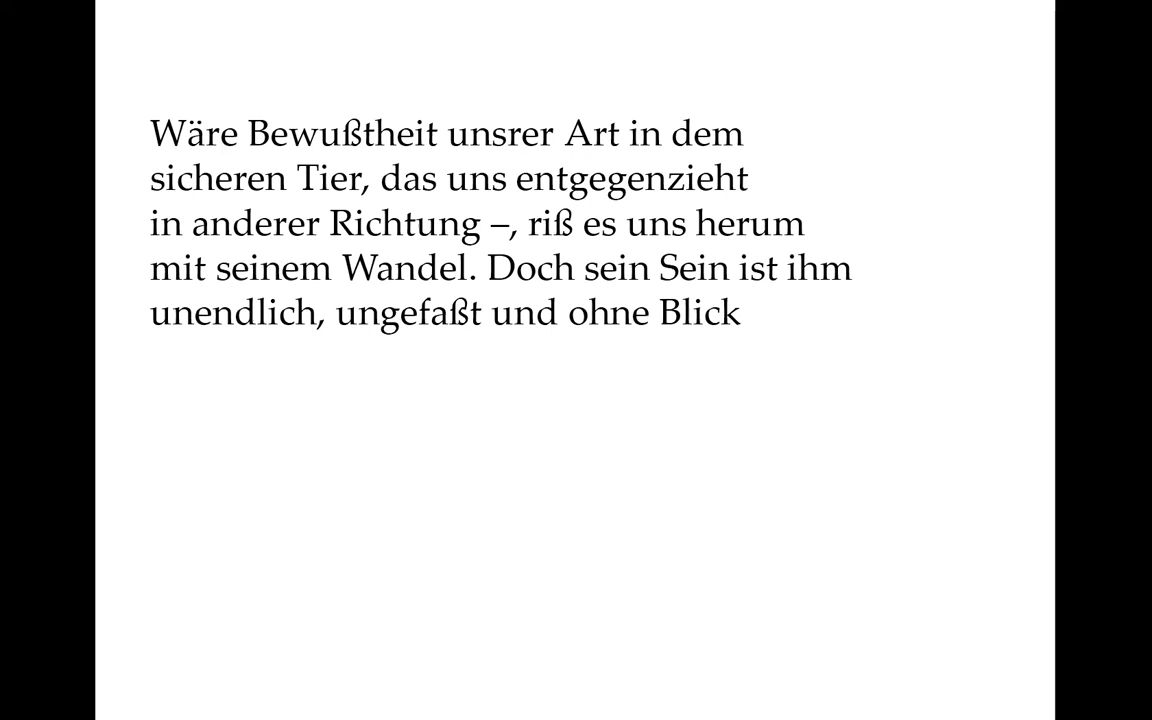 Wäre Bewußtheit unsrer Art in dem
sicheren Tier, das uns entgegenzieht
in anderer Richtung –, riß es uns herum
mit seinem Wandel. Doch sein Sein ist ihm
unendlich, ungefaßt und ohne Blick